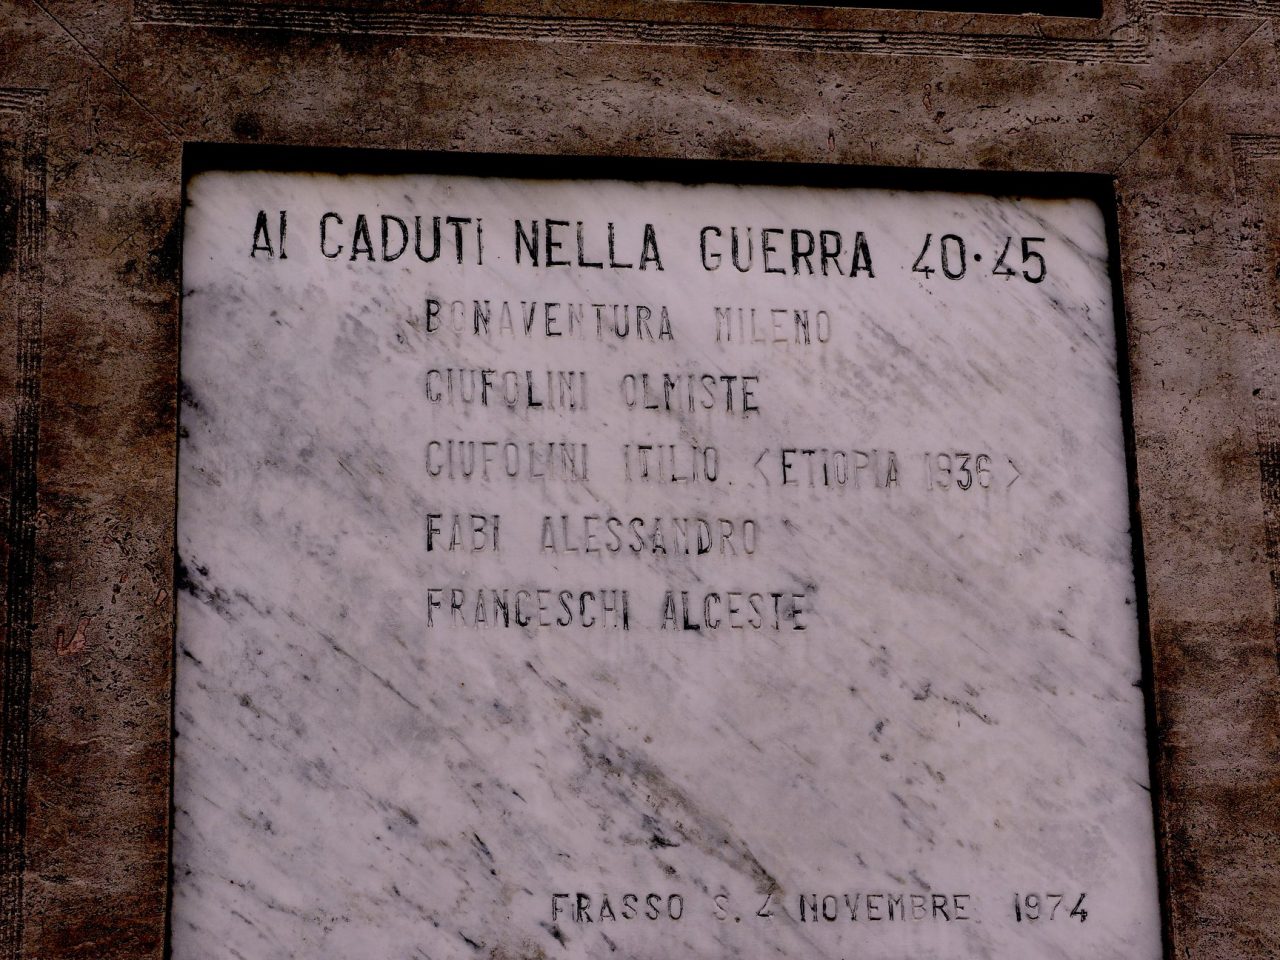 AI CADUTI NELLA GUERRA 40·45
BONAVENTURA MILENO
CIUFOLINI OLMISTE
CIUFOLINI ITILIO <ETIOPIA 1936>
FABI ALESSANDRO
FRANCESCHI ALCESTE
FRASSO S. 4 NOVEMBRE 1974